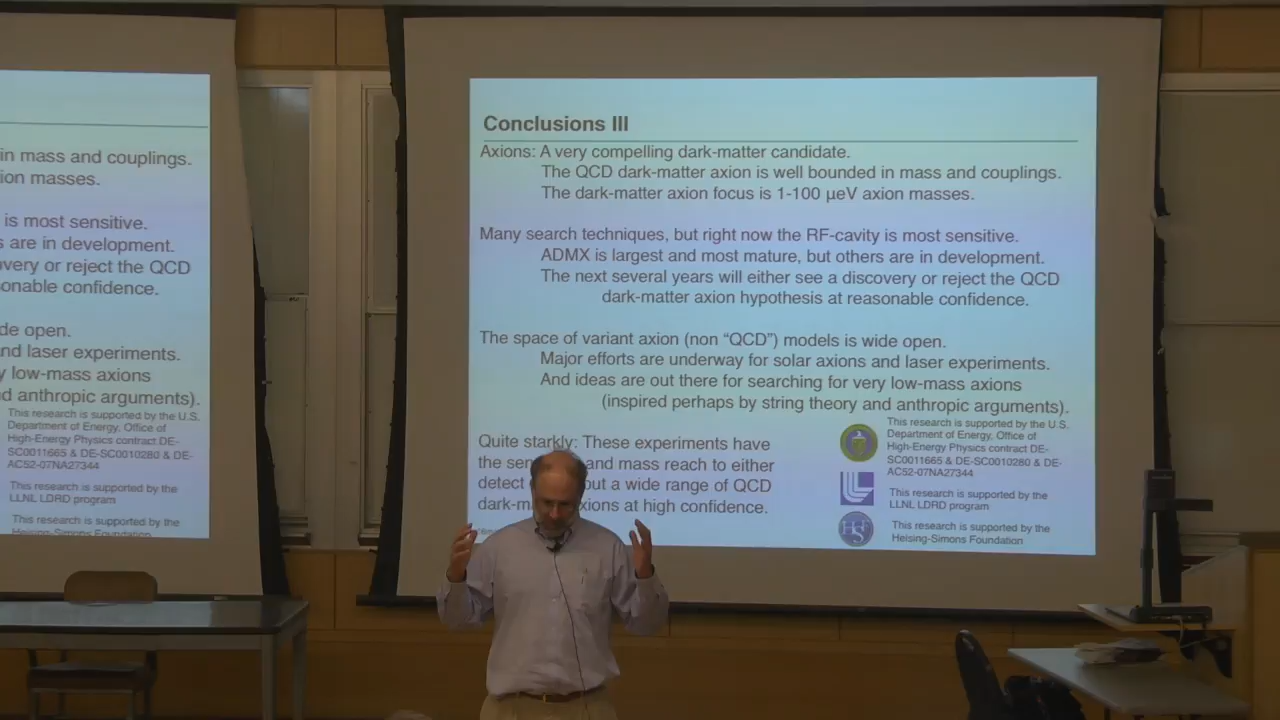 in mass and couplings.
ion masses.
is most sensitive.
s are in development.
very or reject the QCD
onable confidence.
de open.
nd laser experiments.
y low-mass axions
d anthropic arguments).
This research is supported by the U.S.
Department of Energy, Office of
High-Energy Physics contract DE-
SC0011665 & DE-SC0010280 & DE-
AC52-07NA27344
This research is supported by the
LLNL LDRD program
This research is supported by the
Heising-Simons Foundation
Conclusions III
Axions: A very compelling dark-matter candidate.
The QCD dark-matter axion is well bounded in mass and couplings.
The dark-matter axion focus is 1-100 µeV axion masses.
Many search techniques, but right now the RF-cavity is most sensitive.
ADMX is largest and most mature, but others are in development.
The next several years will either see a discovery or reject the QCD
dark-matter axion hypothesis at reasonable confidence.
The space of variant axion (non “QCD”) models is wide open.
Major efforts are underway for solar axions and laser experiments.
And ideas are out there for searching for very low-mass axions
(inspired perhaps by string theory and anthropic arguments).
Quite starkly: These experiments have
the sen and mass reach to either
detect out a wide range of QCD
dark-m xions at high confidence.
This research is supported by the U.S.
Department of Energy, Office of
High-Energy Physics contract DE-
SC0011665 & DE-SC0010280 & DE-
AC52-07NA27344
This research is supported by the
LLNL LDRD program
HSF
This research is supported by the
Heising-Simons Foundation